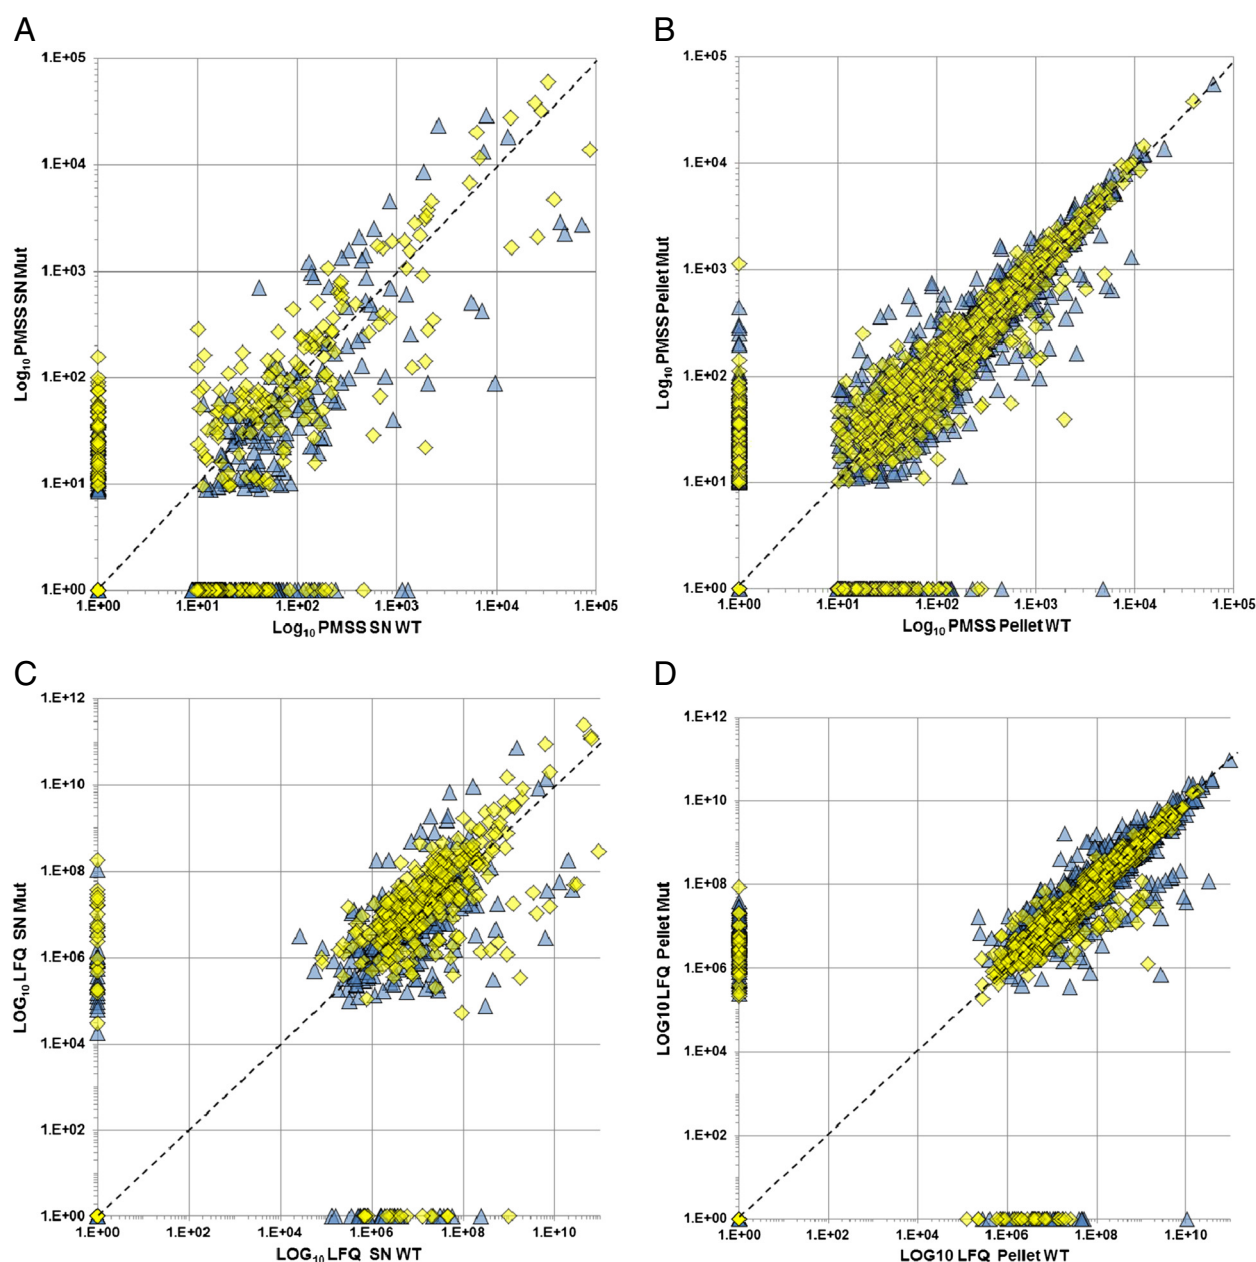 A
1.E+05
1.E+04
1.E+03
1.E+02
1.E+01
1.E+00
1.E+00 1.E+01 1.E+02 1.E+03 1.E+04 1.E+05
Log10 PMSS SN Mut
Log10 PMSS SN WT
B
1.E+05
1.E+04
1.E+03
1.E+02
1.E+01
1.E+00
1.E+00 1.E+01 1.E+02 1.E+03 1.E+04 1.E+05
Log10 PMSS Pellet Mut
Log10 PMSS Pellet WT
C
1.E+12
1.E+10
1.E+08
1.E+06
1.E+04
1.E+02
1.E+00
1.E+00 1.E+02 1.E+04 1.E+06 1.E+08 1.E+10
LOG10 LFQ SN Mut
LOG10 LFQ SN WT
D
1.E+12
1.E+10
1.E+08
1.E+06
1.E+04
1.E+02
1.E+00
1.E+00 1.E+02 1.E+04 1.E+06 1.E+08 1.E+10
LOG10 LFQ Pellet Mut
LOG10 LFQ Pellet WT